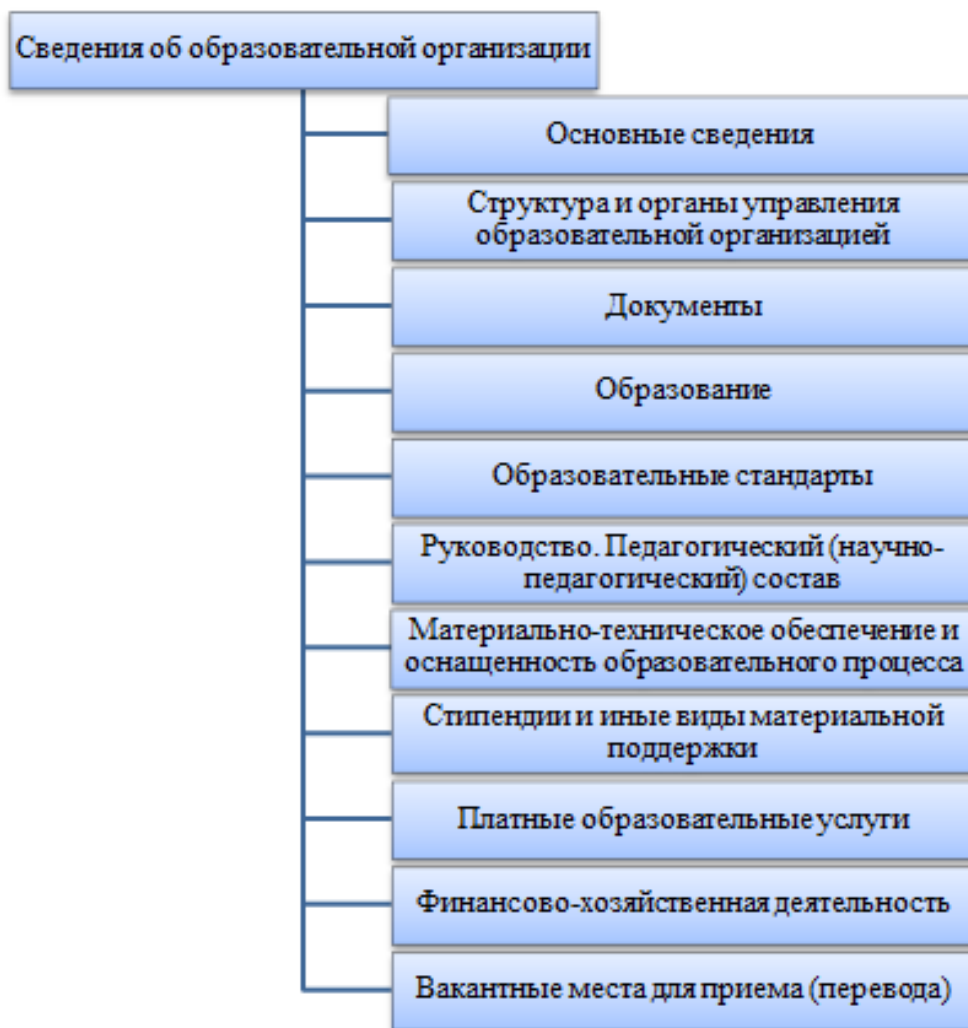 Сведения об образовательной организации
Основные сведения
Структура и органы управления
образовательной организацией
Документы
Образование
Образовательные стандарты
Руководство. Педагогический (научно-
педагогический) состав
Материально-техническое обеспечение и
оснащенность образовательного процесса
Стипендии и иные виды материальной
поддержки
Платные образовательные услуги
Финансово-хозяйственная деятельность
Вакантные места для приема (перевода)